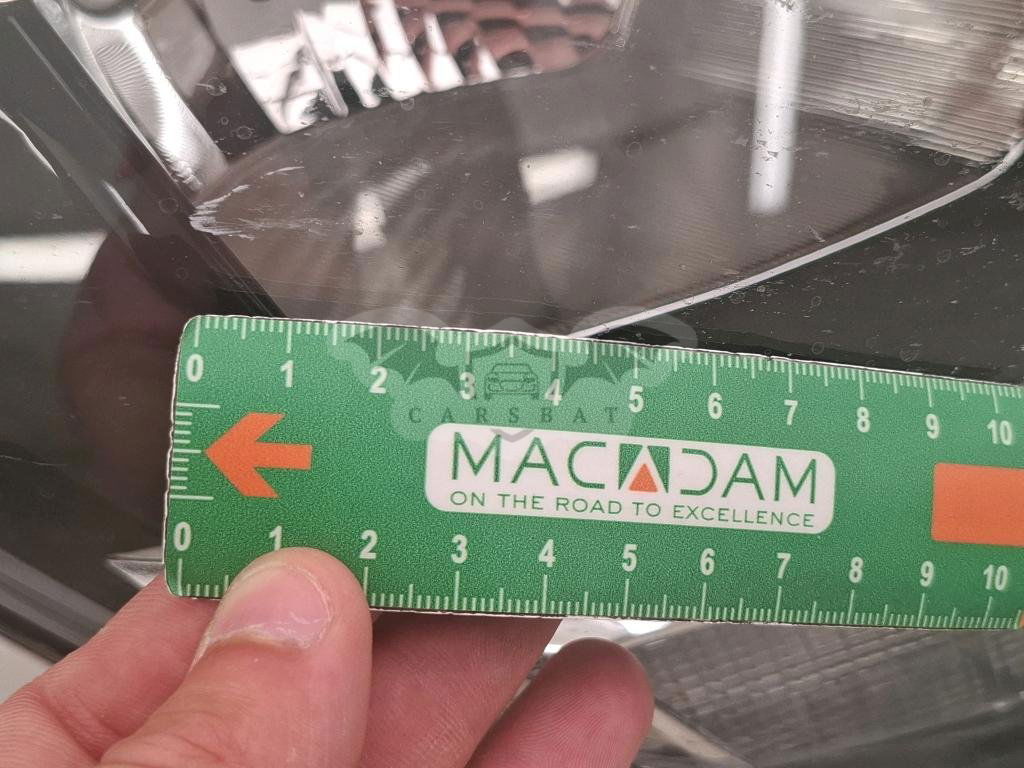 0 1 2 3 4 5 6 7 8 9 10
CARSBAT
MACADAM
ON THE ROAD TO EXCELLENCE
0 1 2 3 4 5 6 7 8 9 10